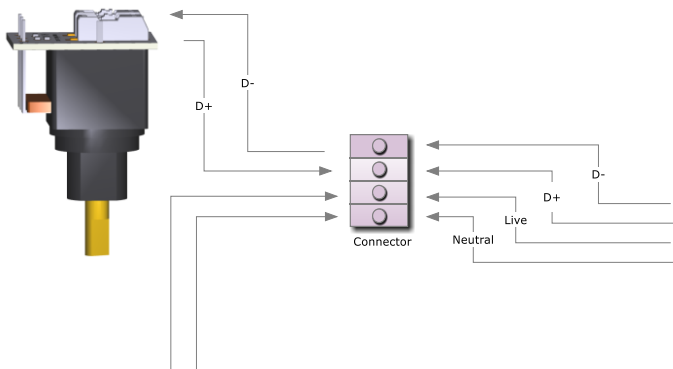 D-
D+
D-
D+
Live
Neutral
Connector